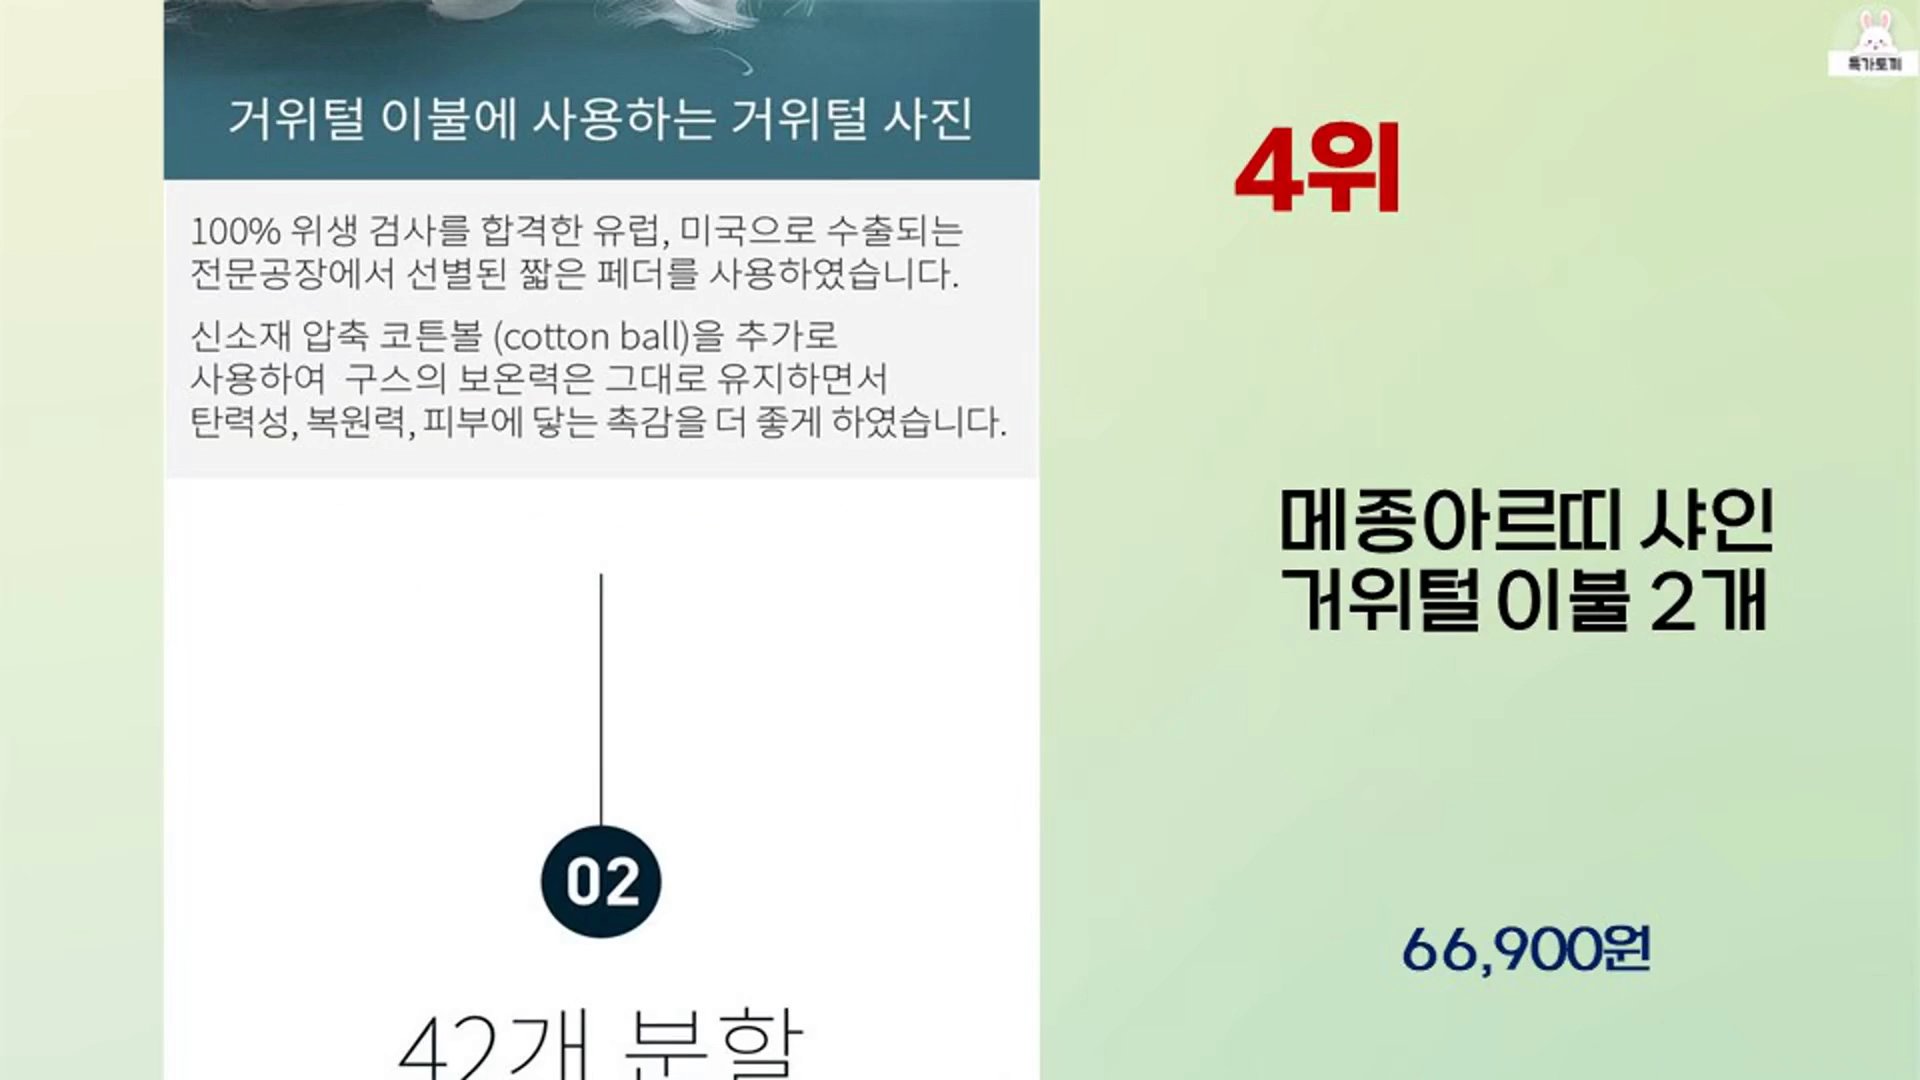 거위털 이불에 사용하는 거위털 사진
100% 위생 검사를 합격한 유럽, 미국으로 수출되는
전문공장에서 선별된 짧은 페더를 사용하였습니다.
신소재 압축 코튼볼 (cotton ball)을 추가로
사용하여 구스의 보온력은 그대로 유지하면서
탄력성, 복원력, 피부에 닿는 촉감을 더 좋게 하였습니다.
02
42개 분할
특가토끼
4위
메종아르띠 샤인
거위털 이불 2개
66,900원